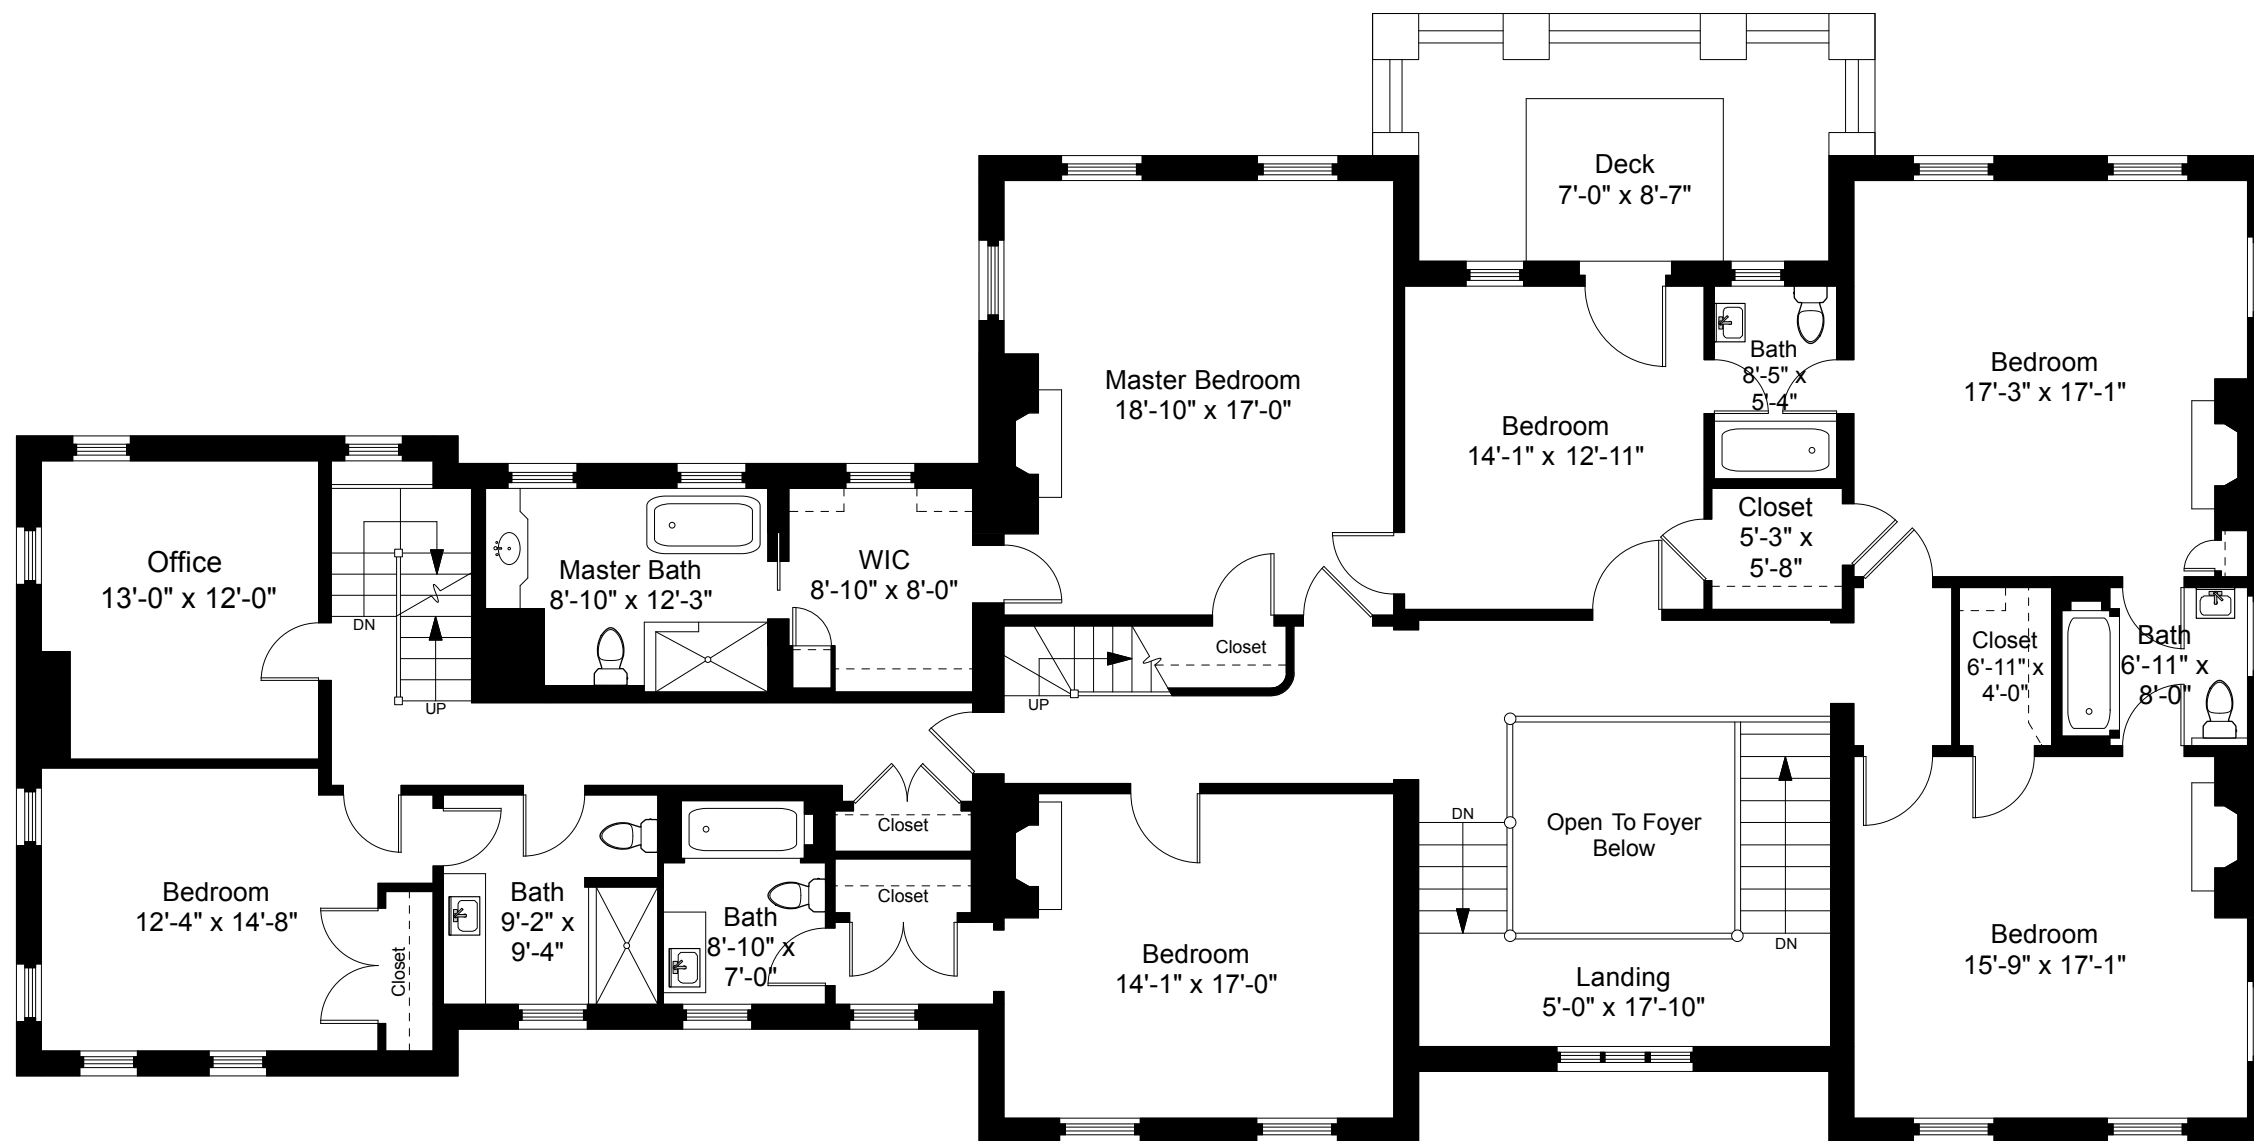 Deck
7'-0" x 8'-7"
Master Bedroom
18'-10" x 17'-0"
Bedroom
14'-1" x 12'-11"
Bath
8'-5" x
5'-4"
Bedroom
17'-3" x 17'-1"
Closet
5'-3" x
5'-8"
Office
13'-0" x 12'-0"
DN
UP
Master Bath
8'-10" x 12'-3"
WIC
8'-10" x 8'-0"
Closet
UP
Closet
6'-11" x
4'-0"
Bath
6'-11" x
8'-0"
Bedroom
12'-4" x 14'-8"
Closet
Bath
9'-2" x
9'-4"
Bath
8'-10" x
7'-0"
Closet
Closet
Bedroom
14'-1" x 17'-0"
DN
Open To Foyer
Below
DN
Landing
5'-0" x 17'-10"
Bedroom
15'-9" x 17'-1"